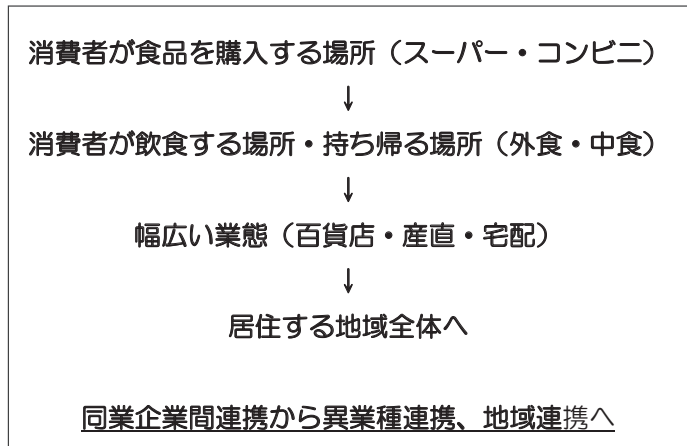 消費者が食品を購入する場所（スーパー・コンビニ）
↓
消費者が飲食する場所・持ち帰る場所（外食・中食）
↓
幅広い業態（百貨店・産直・宅配）
↓
居住する地域全体へ
同業企業間連携から異業種連携、地域連携へ